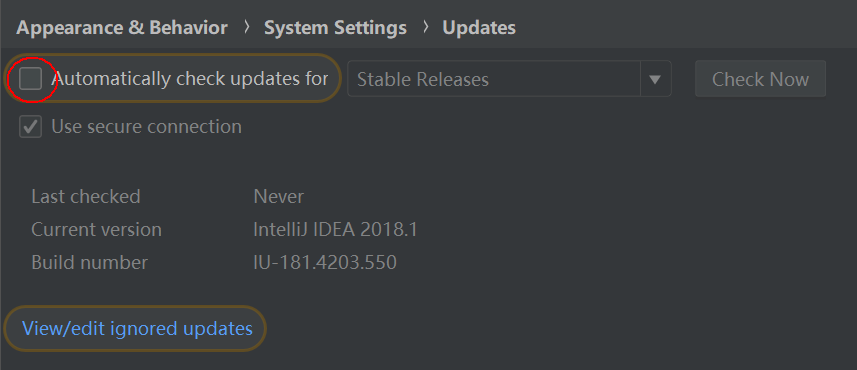 Appearance & Behavior › System Settings › Updates
Automatically check updates for Stable Releases Check Now
Use secure connection
Last checked Never
Current version IntelliJ IDEA 2018.1
Build number IU-181.4203.550
View/edit ignored updates